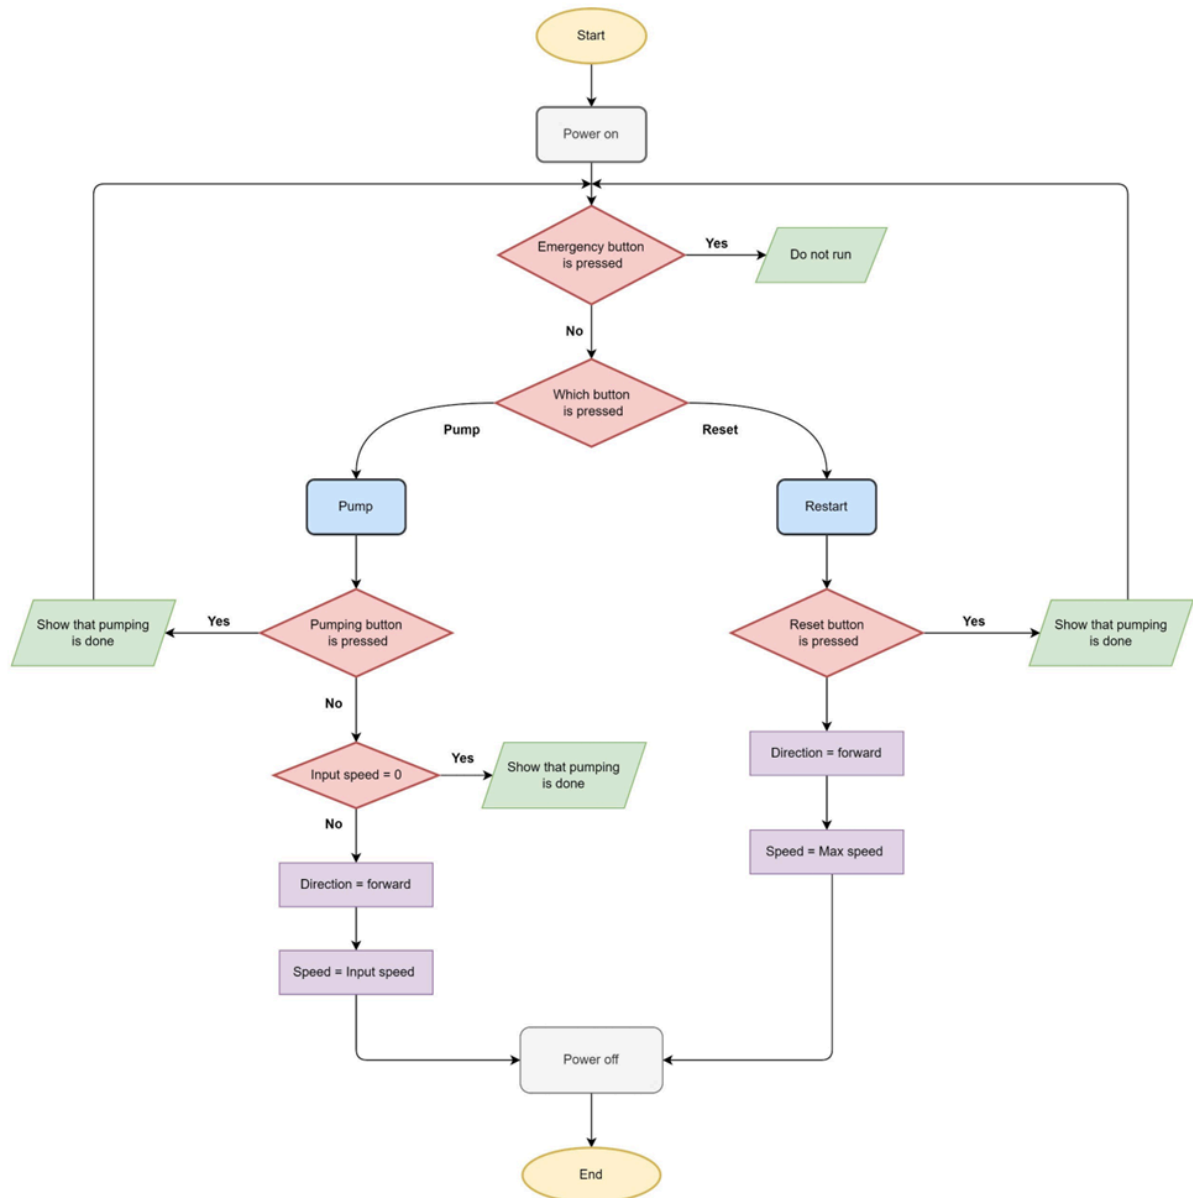 Start
Power on
Emergency button
is pressed
Yes
Do not run
No
Which button
is pressed
Pump
Reset
Pump
Restart
Show that pumping
is done
Yes
Pumping button
is pressed
Reset button
is pressed
Yes
Show that pumping
is done
No
Input speed = 0
Yes
Show that pumping
is done
Direction = forward
No
Speed = Max speed
Direction = forward
Speed = Input speed
Power off
End